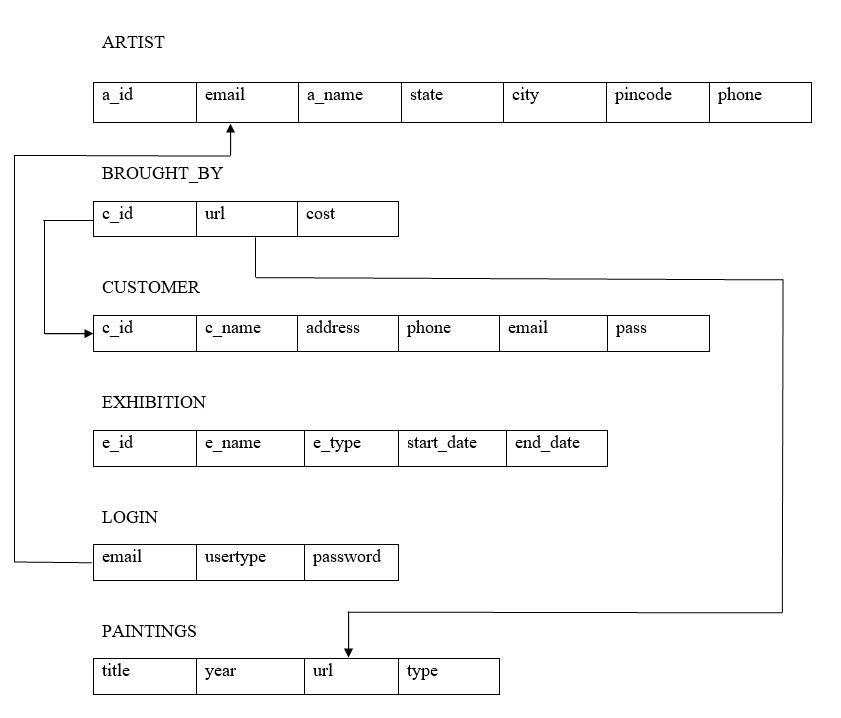 ARTIST
a_id email a_name state city pincode phone
BROUGHT_BY
c_id url cost
CUSTOMER
c_id c_name address phone email pass
EXHIBITION
e_id e_name e_type start_date end_date
LOGIN
email usertype password
PAINTINGS
title year url type